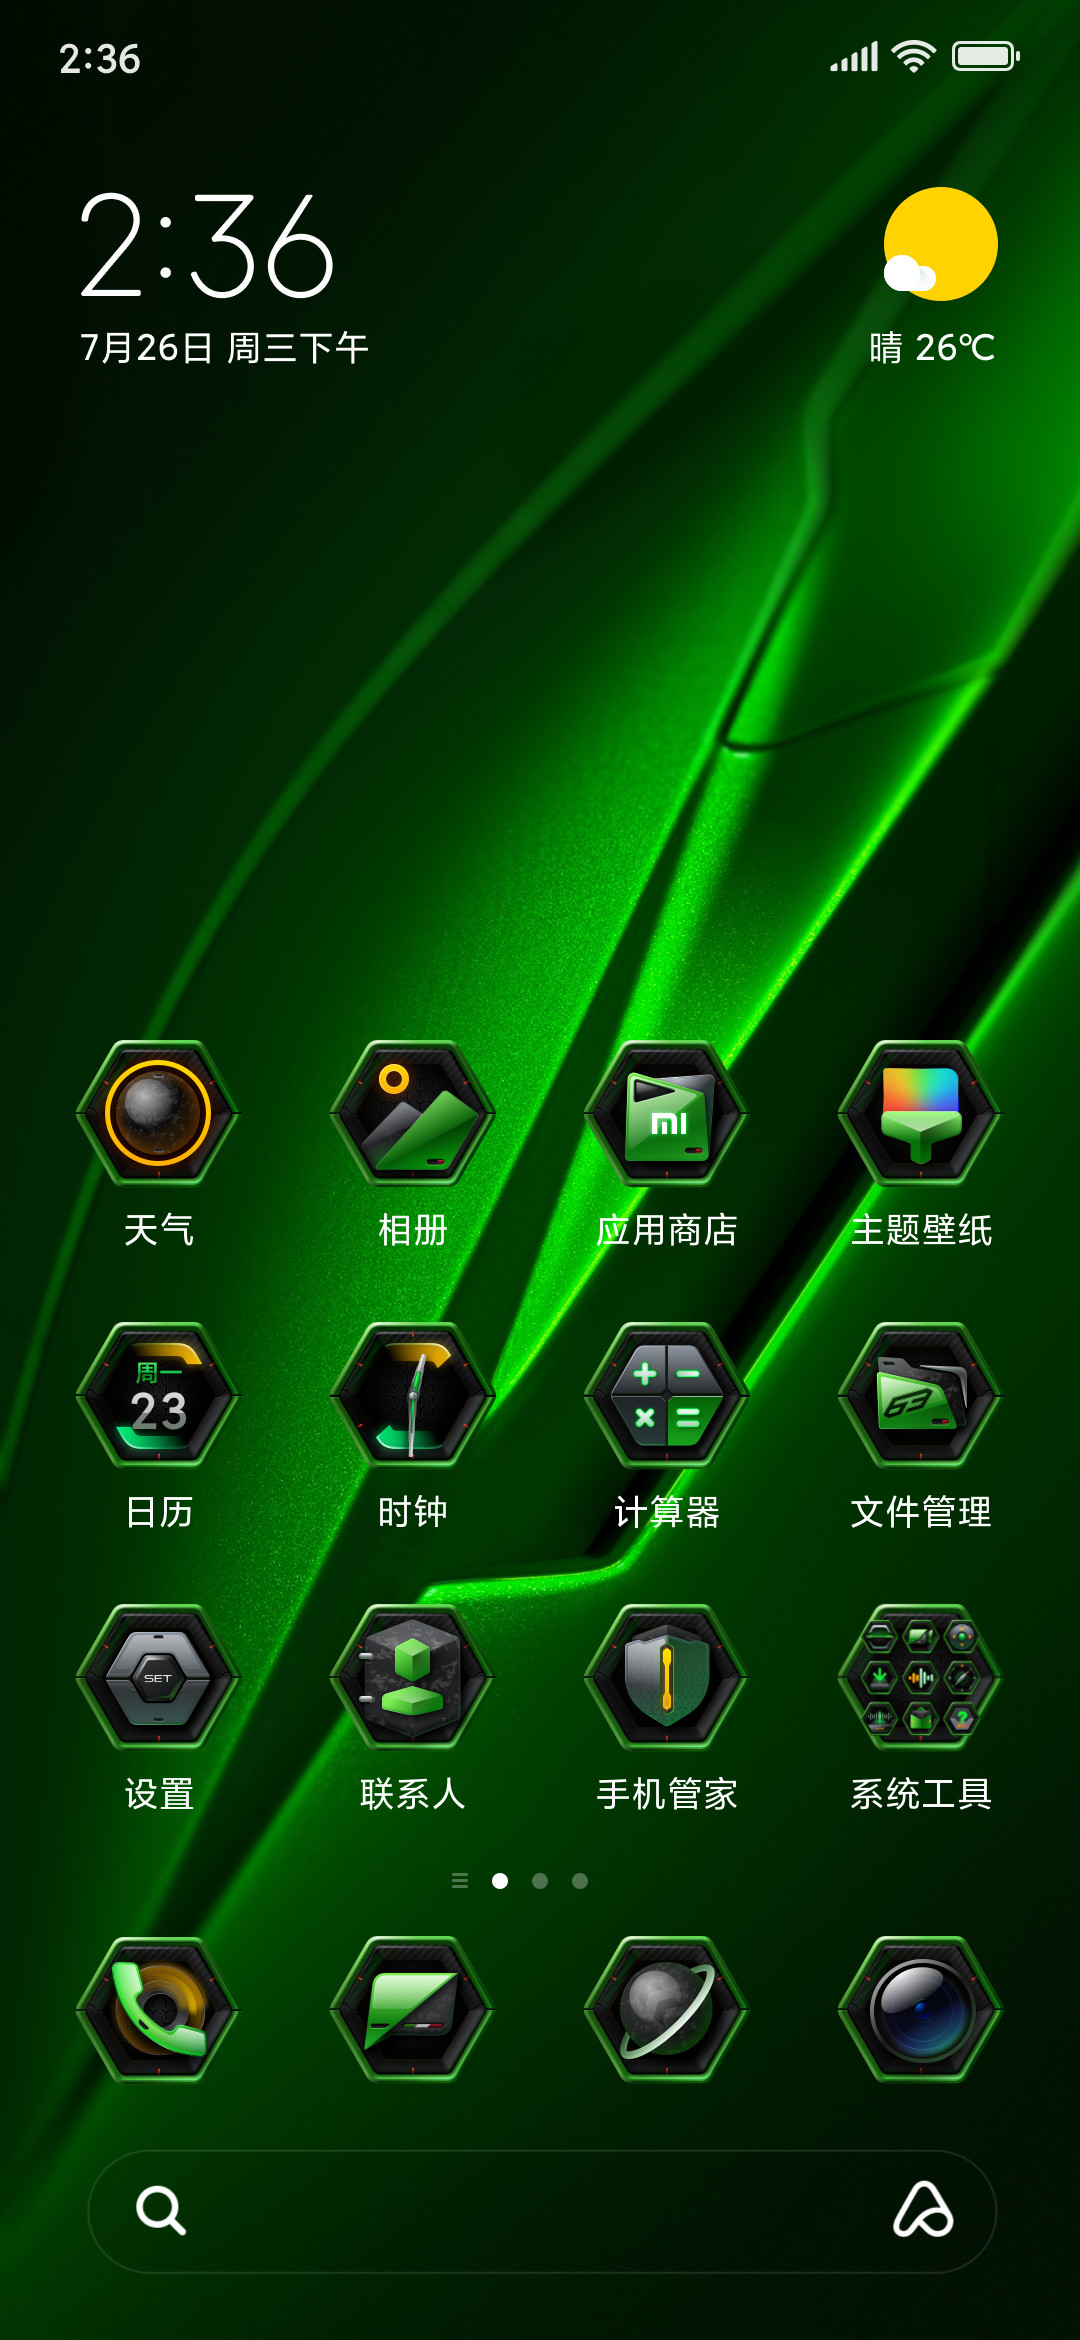 2:36
2:36
7月26日 周三下午
晴 26℃
mi
天气
相册
应用商店
主题壁纸
周一
23
63
日历
时钟
计算器
文件管理
SET
设置
联系人
手机管家
系统工具